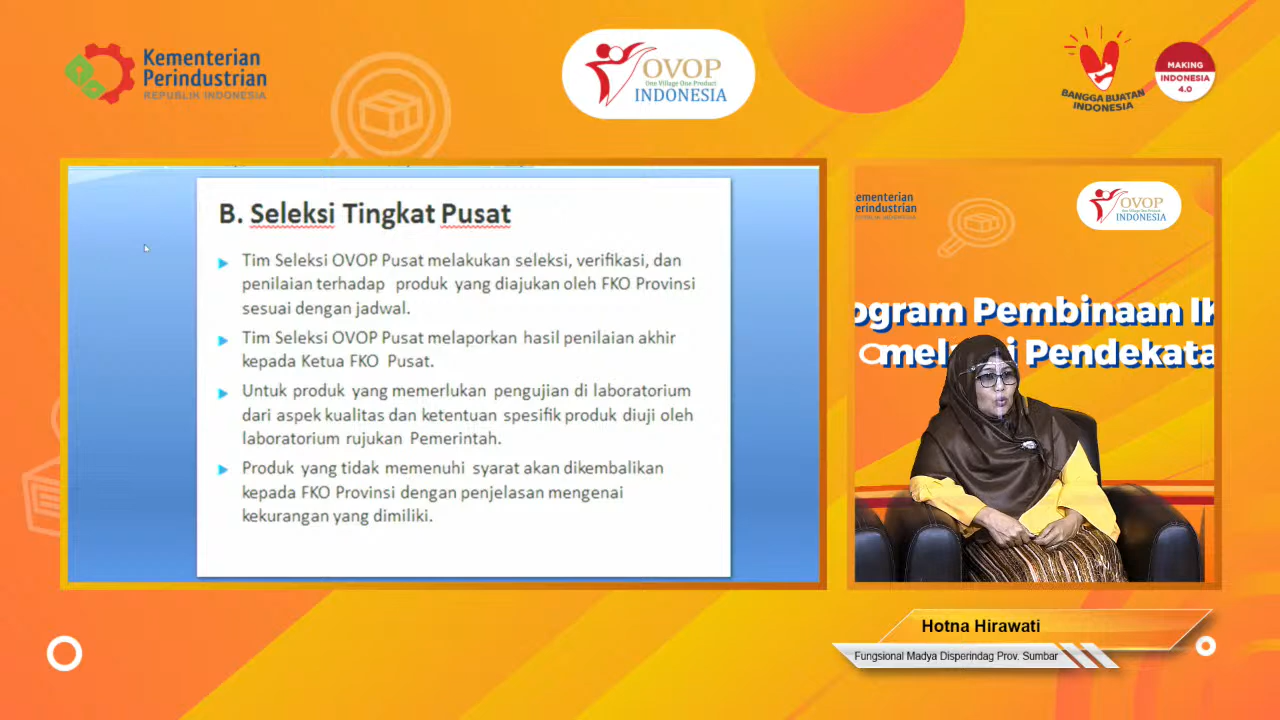 Kementerian
Perindustrian
REPUBLIK INDONESIA
OVOP
One Village One Product
INDONESIA
BANGGA BUATAN
INDONESIA
MAKING
INDONESIA
4.0
B. Seleksi Tingkat Pusat
Tim Seleksi OVOP Pusat melakukan seleksi, verifikasi, dan
penilaian terhadap produk yang diajukan oleh FKO Provinsi
sesuai dengan jadwal.
Tim Seleksi OVOP Pusat melaporkan hasil penilaian akhir
kepada Ketua FKO Pusat.
Untuk produk yang memerlukan pengujian di laboratorium
dari aspek kualitas dan ketentuan spesifik produk diuji oleh
laboratorium rujukan Pemerintah.
Produk yang tidak memenuhi syarat akan dikembalikan
kepada FKO Provinsi dengan penjelasan mengenai
kekurangan yang dimiliki.
ementerian
erindustrian
OVOP
INDONESIA
ogram Pembinaan IK
Pendekata
Hotna Hirawati
Fungsional Madya Disperindag Prov. Sumbar